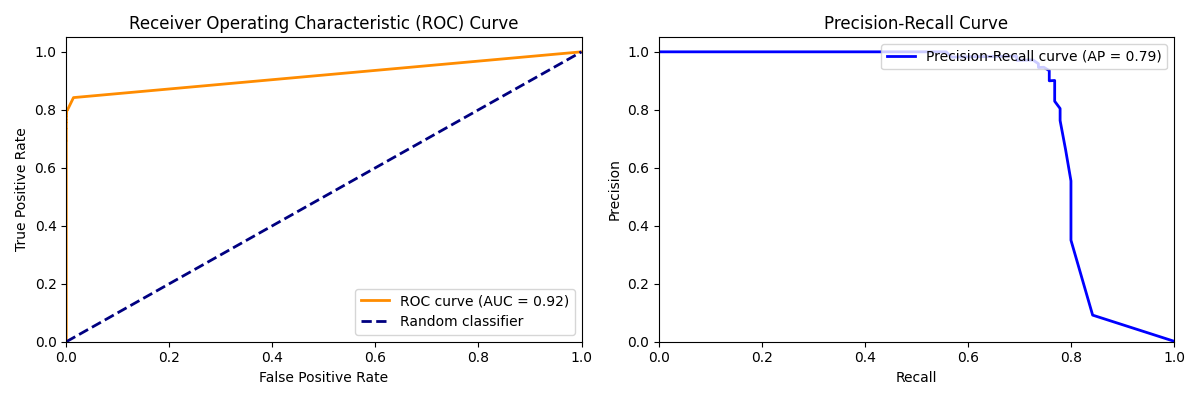 Receiver Operating Characteristic (ROC) Curve
True Positive Rate
1.0
0.8
0.6
0.4
0.2
0.0
ROC curve (AUC = 0.92)
Random classifier
0.0 0.2 0.4 0.6 0.8 1.0
False Positive Rate
Precision-Recall Curve
Precision
1.0
0.8
0.6
0.4
0.2
0.0
Precision-Recall curve (AP = 0.79)
0.0 0.2 0.4 0.6 0.8 1.0
Recall